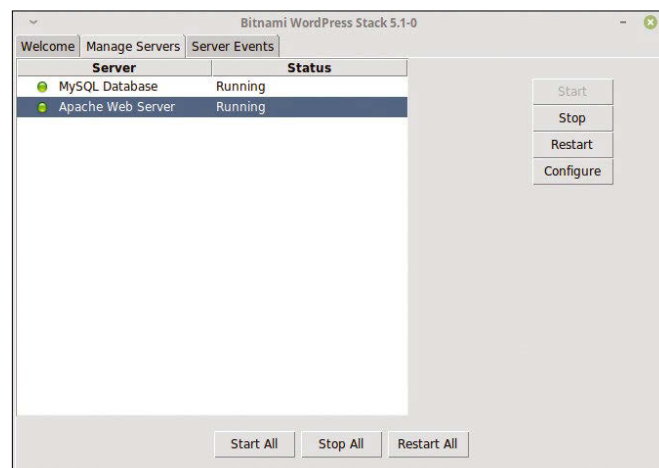 Bitnami WordPress Stack 5.1-0
Welcome Manage Servers Server Events
Server Status
MySQL Database Running
Apache Web Server Running
Start
Stop
Restart
Configure
Start All Stop All Restart All